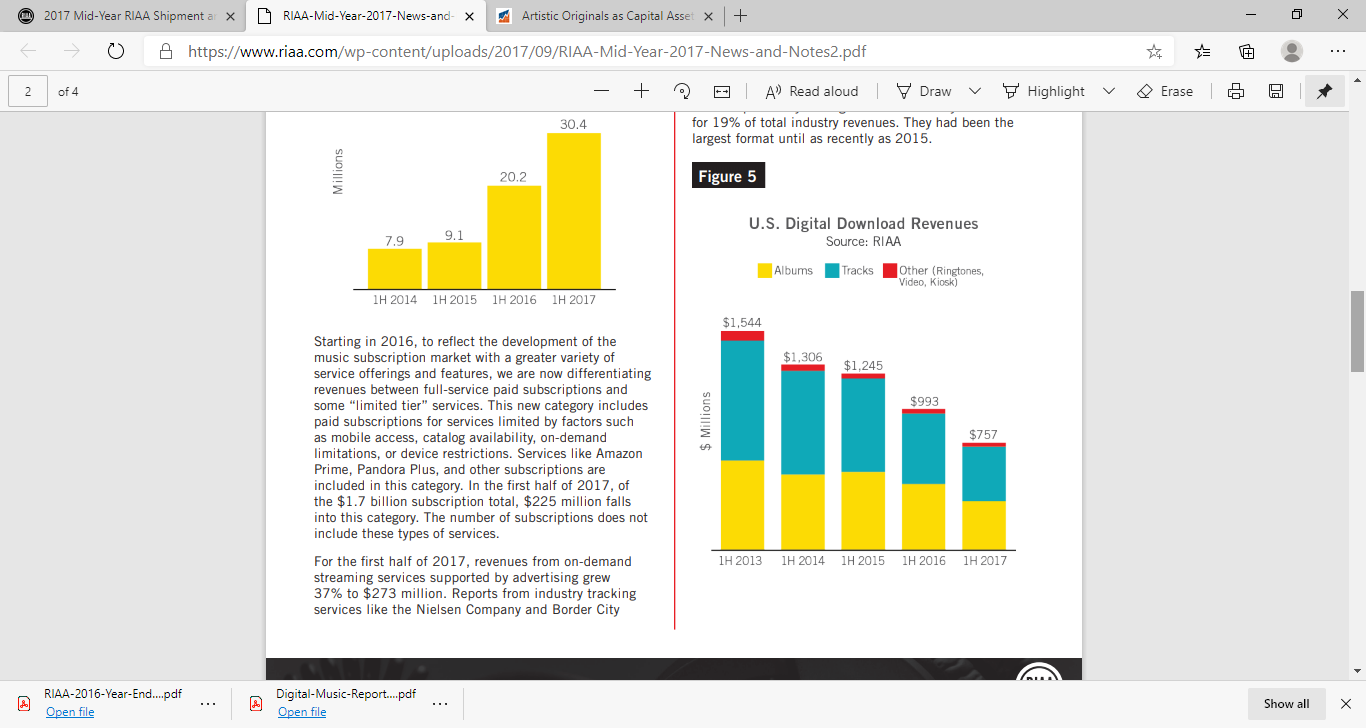 2017 Mid-Year RIAA Shipment a
RIAA-Mid-Year-2017-News-and-
Artistic Originals as Capital Asset
https://www.riaa.com/wp-content/uploads/2017/09/RIAA-Mid-Year-2017-News-and-Notes2.pdf
2 of 4
Read aloud
Draw
Highlight
Erase
Millions
30.4
20.2
9.1
7.9
1H 2014 1H 2015 1H 2016 1H 2017
Starting in 2016, to reflect the development of the
music subscription market with a greater variety of
service offerings and features, we are now differentiating
revenues between full-service paid subscriptions and
some “limited tier” services. This new category includes
paid subscriptions for services limited by factors such
as mobile access, catalog availability, on-demand
limitations, or device restrictions. Services like Amazon
Prime, Pandora Plus, and other subscriptions are
included in this category. In the first half of 2017, of
the $1.7 billion subscription total, $225 million falls
into this category. The number of subscriptions does not
include these types of services.
For the first half of 2017, revenues from on-demand
streaming services supported by advertising grew
37% to $273 million. Reports from industry tracking
services like the Nielsen Company and Border City
for 19% of total industry revenues. They had been the
largest format until as recently as 2015.
Figure 5
U.S. Digital Download Revenues
Source: RIAA
Albums Tracks Other (Ringtones,
Video, Kiosk)
$ Millions
$1,544
$1,306
$1,245
$993
$757
1H 2013 1H 2014 1H 2015 1H 2016 1H 2017
RIAA
RIAA-2016-Year-End....pdf
Open file
Digital-Music-Report....pdf
Open file
Show all